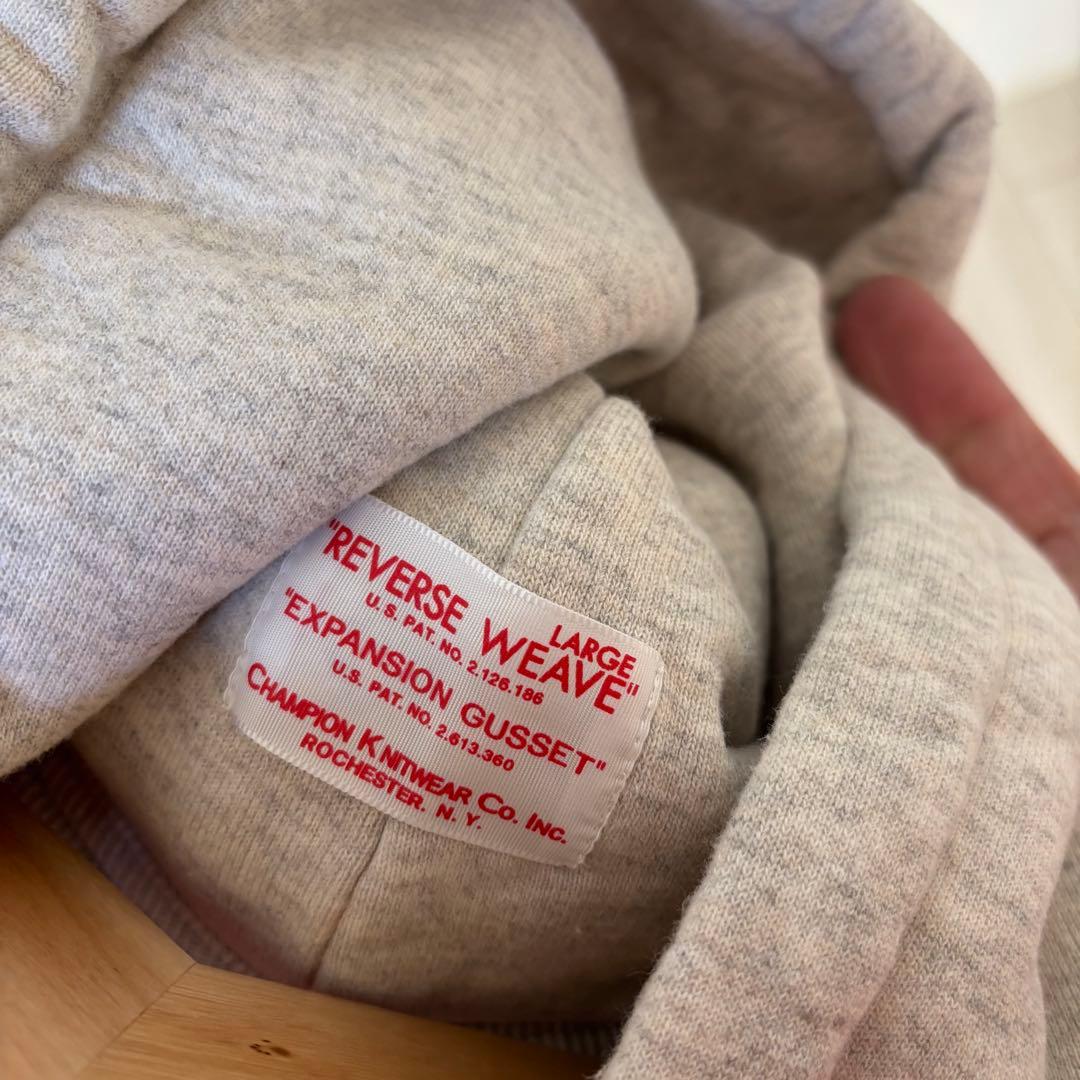 LARGE
"REVERSE WEAVE"
U.S. PAT. NO. 2.126.186
"EXPANSION GUSSET"
U.S. PAT. NO. 2.613.360
CHAMPION KNITWEAR CO. INC.
ROCHESTER. N. Y.